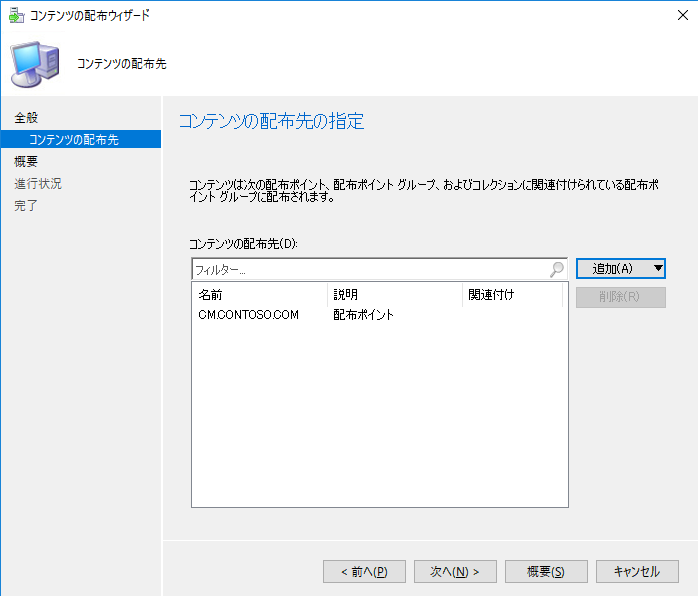 コンテンツの配布ウィザード
コンテンツの配布先
全般
コンテンツの配布先
概要
進行状況
完了
コンテンツの配布先の指定
コンテンツは次の配布ポイント、配布ポイント グループ、およびコレクションに関連付けられている配布ポ
イント グループに配布されます。
コンテンツの配布先(D):
フィルター...
追加(A)
削除(R)
名前 説明 関連付け
CM.CONTOSO.COM 配布ポイント
< 前へ(P) 次へ(N) > 概要(S) キャンセル